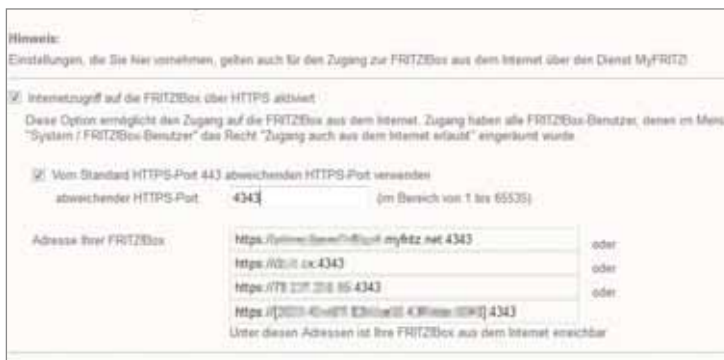 Hinweis:
Einstellungen, die Sie hier vornehmen, gelten auch für den Zugang zur FRITZ!Box aus dem Internet über den Dienst MyFRITZ!
Internetzugriff auf die FRITZ!Box über HTTPS aktiviert
Diese Option ermöglicht den Zugang auf die FRITZ!Box aus dem Internet. Zugang haben alle FRITZ!Box-Benutzer, denen im Menü
"System / FRITZ!Box-Benutzer" das Recht "Zugang auch aus dem Internet erlaubt" eingeräumt wurde.
Vom Standard HTTPS-Port 443 abweichenden HTTPS-Port verwenden
abweichender HTTPS-Port 4343 (im Bereich von 1 bis 65535)
Adresse Ihrer FRITZ!Box https:// myfritz.net:4343 oder
https:// :4343 oder
https:// :4343 oder
https://[ ]:4343
Unter diesen Adressen ist Ihre FRITZ!Box aus dem Internet erreichbar